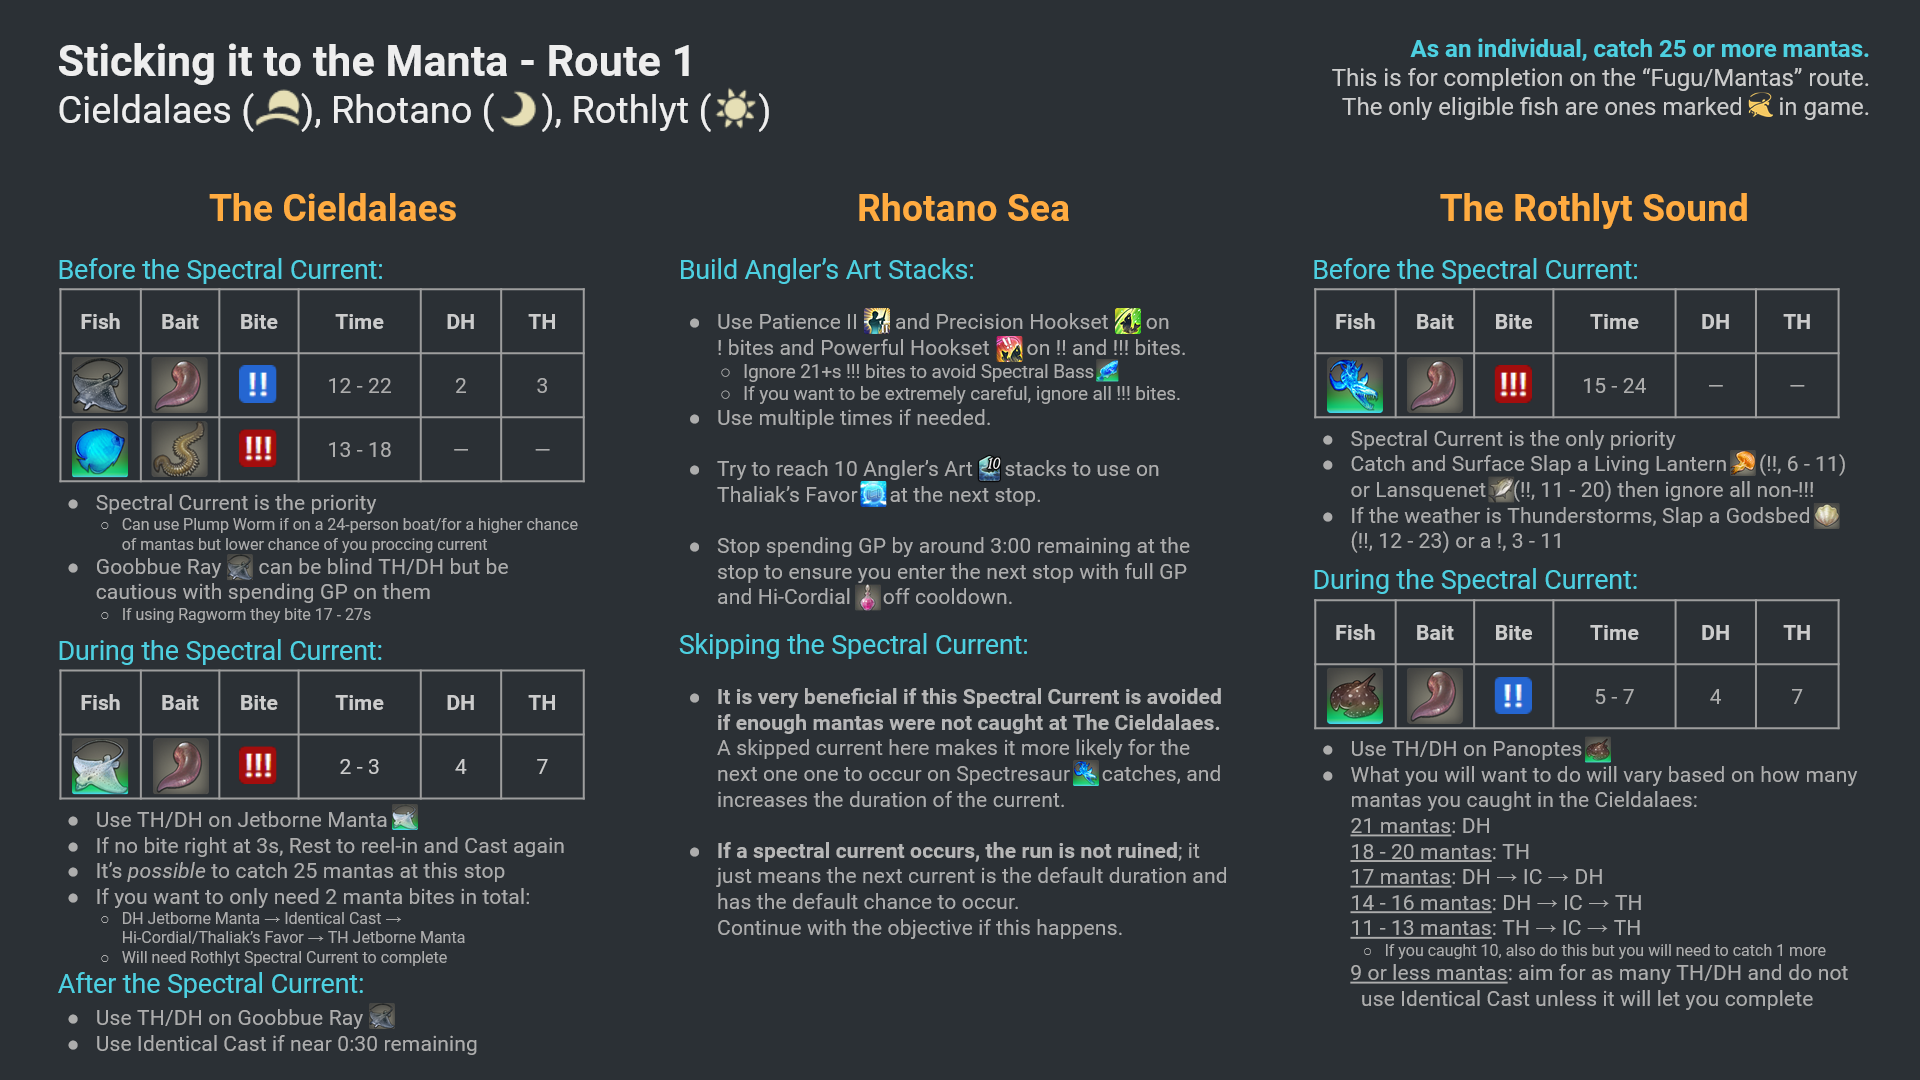 Sticking it to the Manta - Route 1
Cieldalaes (), Rhotano (), Rothlyt ()
As an individual, catch 25 or more mantas.
This is for completion on the “Fugu/Mantas” route.
The only eligible fish are ones marked in game.
The Cieldalaes
Before the Spectral Current:
Fish Bait Bite Time DH TH
!! 12 - 22 2 3
!!! 13 - 18 — —
● Spectral Current is the priority
○ Can use Plump Worm if on a 24-person boat/for a higher chance
of mantas but lower chance of you proccing current
● Goobbue Ray can be blind TH/DH but be
cautious with spending GP on them
○ If using Ragworm they bite 17 - 27s
During the Spectral Current:
Fish Bait Bite Time DH TH
!!! 2 - 3 4 7
● Use TH/DH on Jetborne Manta
● If no bite right at 3s, Rest to reel-in and Cast again
● It’s possible to catch 25 mantas at this stop
● If you want to only need 2 manta bites in total:
○ DH Jetborne Manta → Identical Cast →
Hi-Cordial/Thaliak’s Favor → TH Jetborne Manta
○ Will need Rothlyt Spectral Current to complete
After the Spectral Current:
● Use TH/DH on Goobbue Ray
● Use Identical Cast if near 0:30 remaining
Rhotano Sea
Build Angler’s Art Stacks:
● Use Patience II and Precision Hookset on
! bites and Powerful Hookset on !! and !!! bites.
○ Ignore 21+s !!! bites to avoid Spectral Bass
○ If you want to be extremely careful, ignore all !!! bites.
● Use multiple times if needed.
● Try to reach 10 Angler’s Art 10 stacks to use on
Thaliak’s Favor at the next stop.
● Stop spending GP by around 3:00 remaining at the
stop to ensure you enter the next stop with full GP
and Hi-Cordial off cooldown.
Skipping the Spectral Current:
● It is very beneficial if this Spectral Current is avoided
if enough mantas were not caught at The Cieldalaes.
A skipped current here makes it more likely for the
next one one to occur on Spectresaur catches, and
increases the duration of the current.
● If a spectral current occurs, the run is not ruined; it
just means the next current is the default duration and
has the default chance to occur.
Continue with the objective if this happens.
The Rothlyt Sound
Before the Spectral Current:
Fish Bait Bite Time DH TH
!!! 15 - 24 — —
● Spectral Current is the only priority
● Catch and Surface Slap a Living Lantern (!!, 6 - 11)
or Lansquenet (!!, 11 - 20) then ignore all non-!!!
● If the weather is Thunderstorms, Slap a Godsbed
(!!, 12 - 23) or a !, 3 - 11
During the Spectral Current:
Fish Bait Bite Time DH TH
!! 5 - 7 4 7
● Use TH/DH on Panoptes
● What you will want to do will vary based on how many
mantas you caught in the Cieldalaes:
21 mantas: DH
18 - 20 mantas: TH
17 mantas: DH → IC → DH
14 - 16 mantas: DH → IC → TH
11 - 13 mantas: TH → IC → TH
○ If you caught 10, also do this but you will need to catch 1 more
9 or less mantas: aim for as many TH/DH and do not
use Identical Cast unless it will let you complete